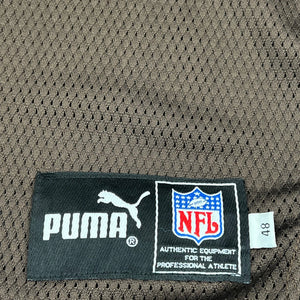 PUMA®
NFL
AUTHENTIC EQUIPMENT
FOR THE
PROFESSIONAL ATHLETE
48